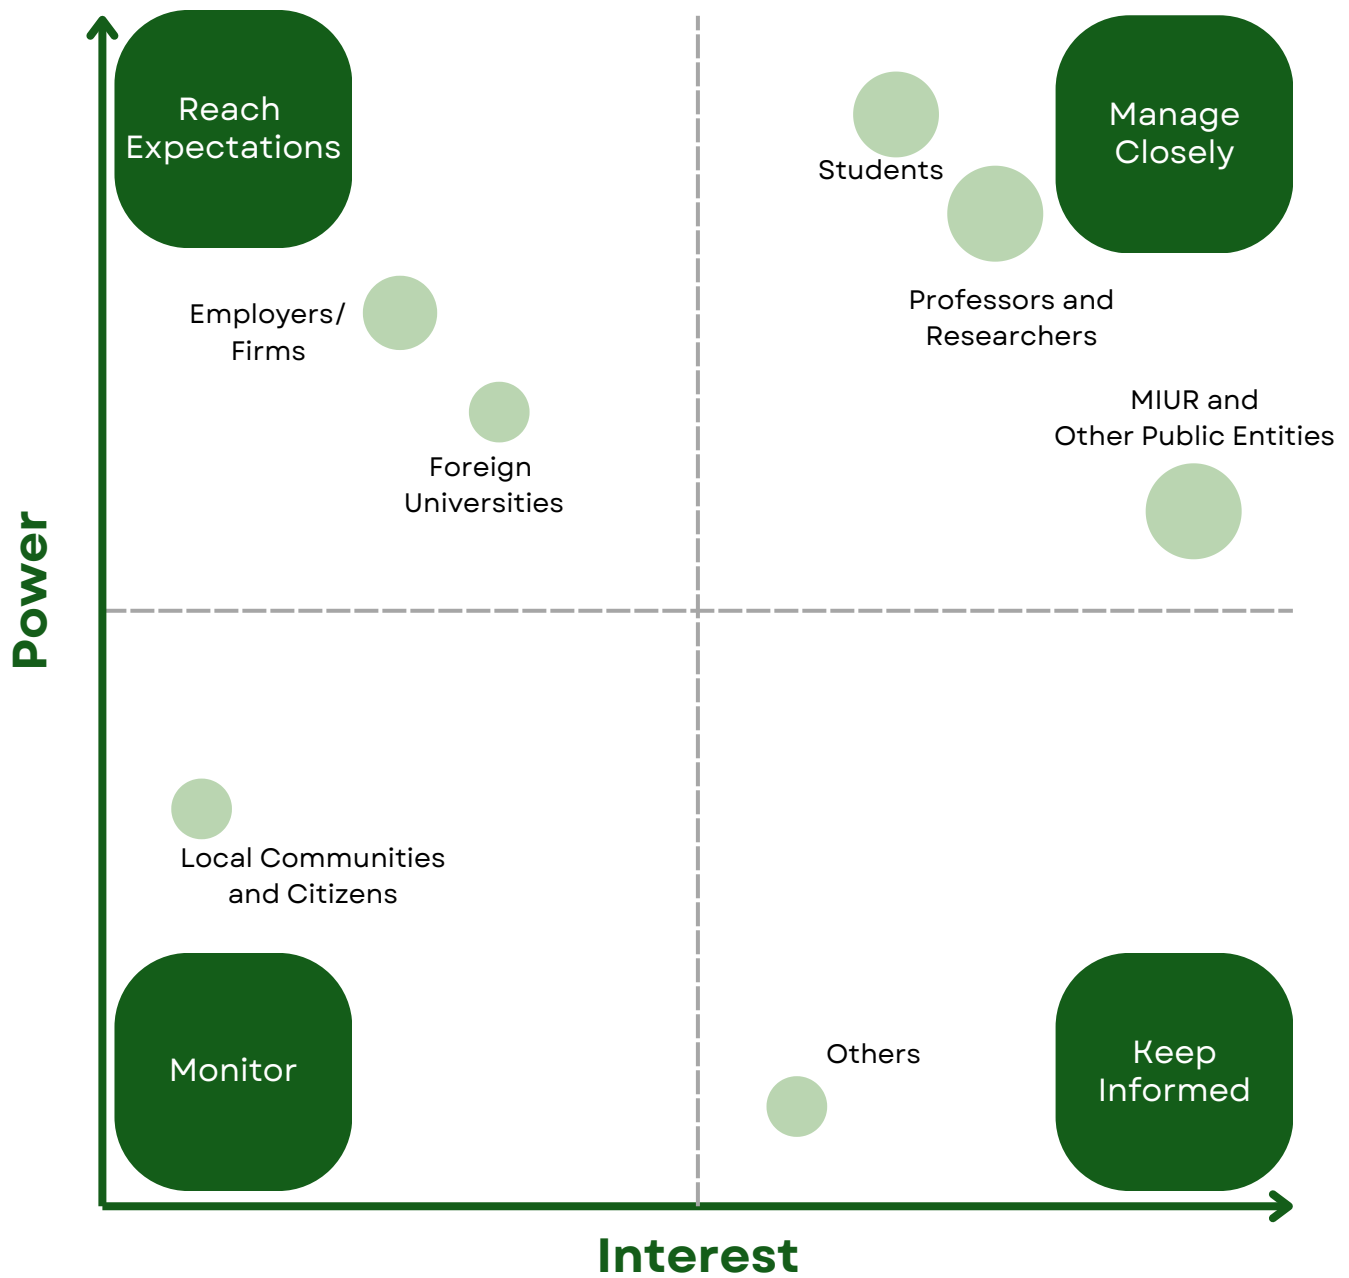 Reach
Expectations
Manage
Closely
Students
Employers/
Firms
Professors and
Researchers
MIUR and
Other Public Entities
Foreign
Universities
Power
Local Communities
and Citizens
Monitor
Others
Keep
Informed
Interest